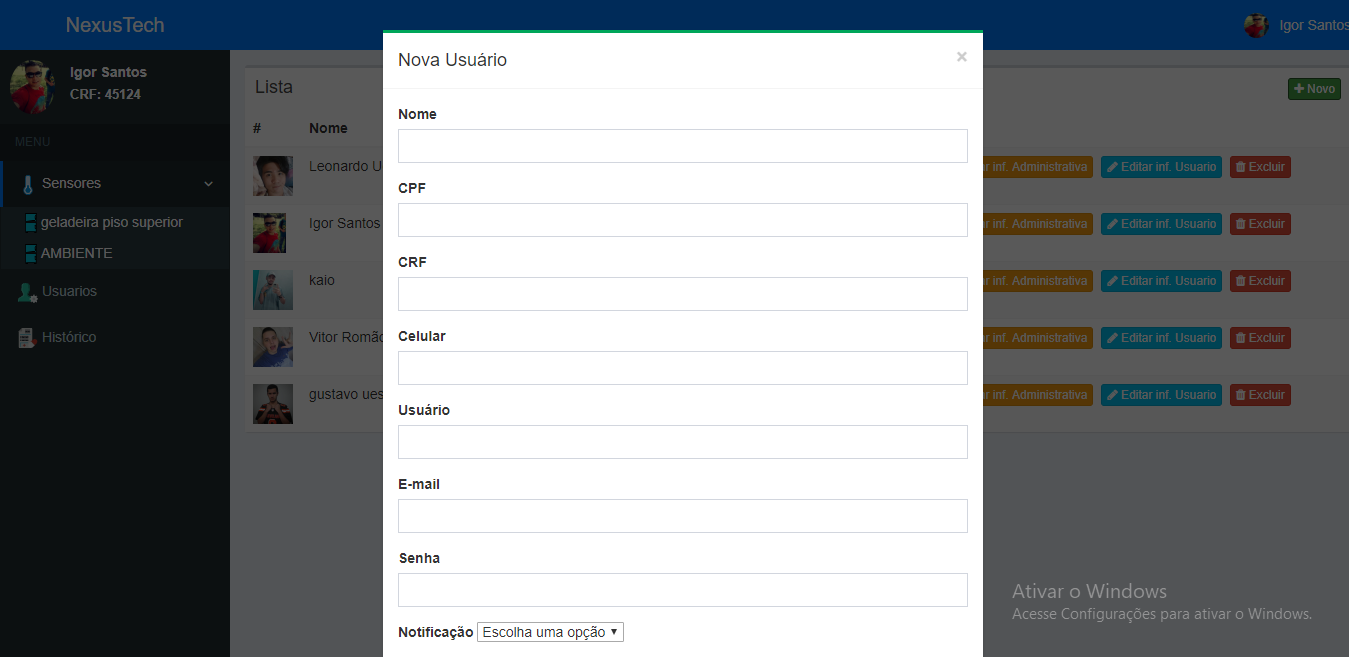 NexusTech
Igor Santos
Igor Santos
CRF: 45124
MENU
Sensores
geladeira piso superior
AMBIENTE
Usuarios
Histórico
Lista
Novo
# Nome
Leonardo
inf. Administrativa Editar inf. Usuario Excluir
Igor Santos
inf. Administrativa Editar inf. Usuario Excluir
kaio
inf. Administrativa Editar inf. Usuario Excluir
Vitor Romão
inf. Administrativa Editar inf. Usuario Excluir
gustavo ues
inf. Administrativa Editar inf. Usuario Excluir
Nova Usuário ×
Nome
CPF
CRF
Celular
Usuário
E-mail
Senha
Notificação Escolha uma opção
Ativar o Windows
Acesse Configurações para ativar o Windows.